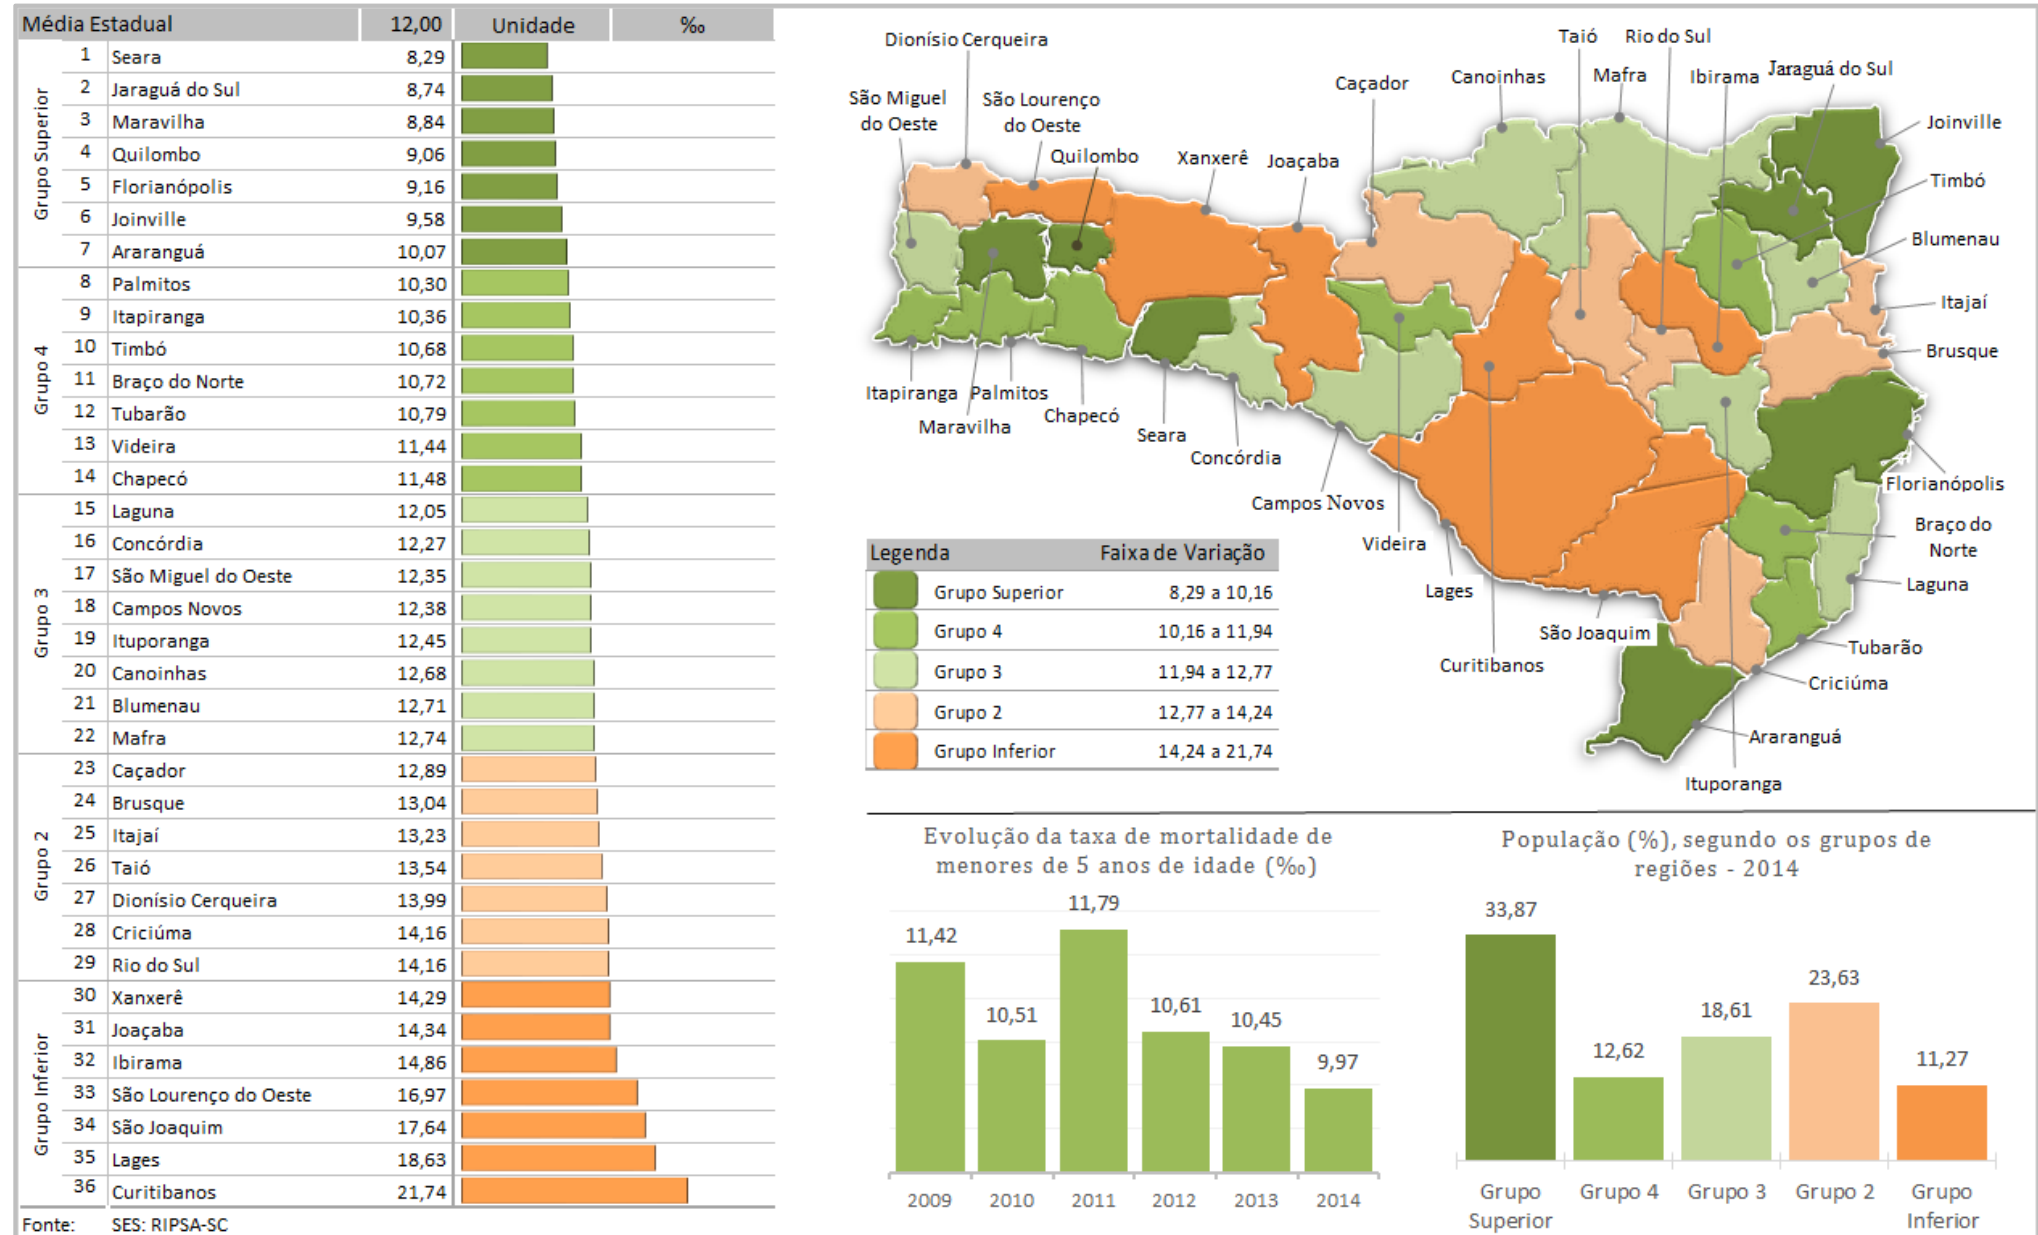 Média Estadual 12,00 Unidade ‰
Grupo Superior
1 Seara 8,29
2 Jaraguá do Sul 8,74
3 Maravilha 8,84
4 Quilombo 9,06
5 Florianópolis 9,16
6 Joinville 9,58
7 Araranguá 10,07
Grupo 4
8 Palmitos 10,30
9 Itapiranga 10,36
10 Timbó 10,68
11 Braço do Norte 10,72
12 Tubarão 10,79
13 Videira 11,44
14 Chapecó 11,48
Grupo 3
15 Laguna 12,05
16 Concórdia 12,27
17 São Miguel do Oeste 12,35
18 Campos Novos 12,38
19 Ituporanga 12,45
20 Canoinhas 12,68
21 Blumenau 12,71
22 Mafra 12,74
Grupo 2
23 Caçador 12,89
24 Brusque 13,04
25 Itajaí 13,23
26 Taió 13,54
27 Dionísio Cerqueira 13,99
28 Criciúma 14,16
29 Rio do Sul 14,16
Grupo Inferior
30 Xanxerê 14,29
31 Joaçaba 14,34
32 Ibirama 14,86
33 São Lourenço do Oeste 16,97
34 São Joaquim 17,64
35 Lages 18,63
36 Curitibanos 21,74
Fonte: SES: RIPSA-SC
Dionísio Cerqueira
São Miguel
do Oeste
São Lourenço
do Oeste
Quilombo
Xanxerê
Joaçaba
Caçador
Canoinhas
Taió
Mafra
Rio do Sul
Ibirama
Jaraguá do Sul
Joinville
Timbó
Blumenau
Itajaí
Brusque
Florianópolis
Braço do
Norte
Laguna
Tubarão
Criciúma
Araranguá
Ituporanga
São Joaquim
Curitibanos
Lages
Videira
Campos Novos
Concórdia
Seara
Chapecó
Maravilha
Palmitos
Itapiranga
Legenda Faixa de Variação
Grupo Superior 8,29 a 10,16
Grupo 4 10,16 a 11,94
Grupo 3 11,94 a 12,77
Grupo 2 12,77 a 14,24
Grupo Inferior 14,24 a 21,74
Evolução da taxa de mortalidade de
menores de 5 anos de idade (‰)
11,42
10,51
11,79
10,61
10,45
9,97
2009 2010 2011 2012 2013 2014
População (%), segundo os grupos de
regiões - 2014
33,87
12,62
18,61
23,63
11,27
Grupo
Superior
Grupo 4
Grupo 3
Grupo 2
Grupo
Inferior